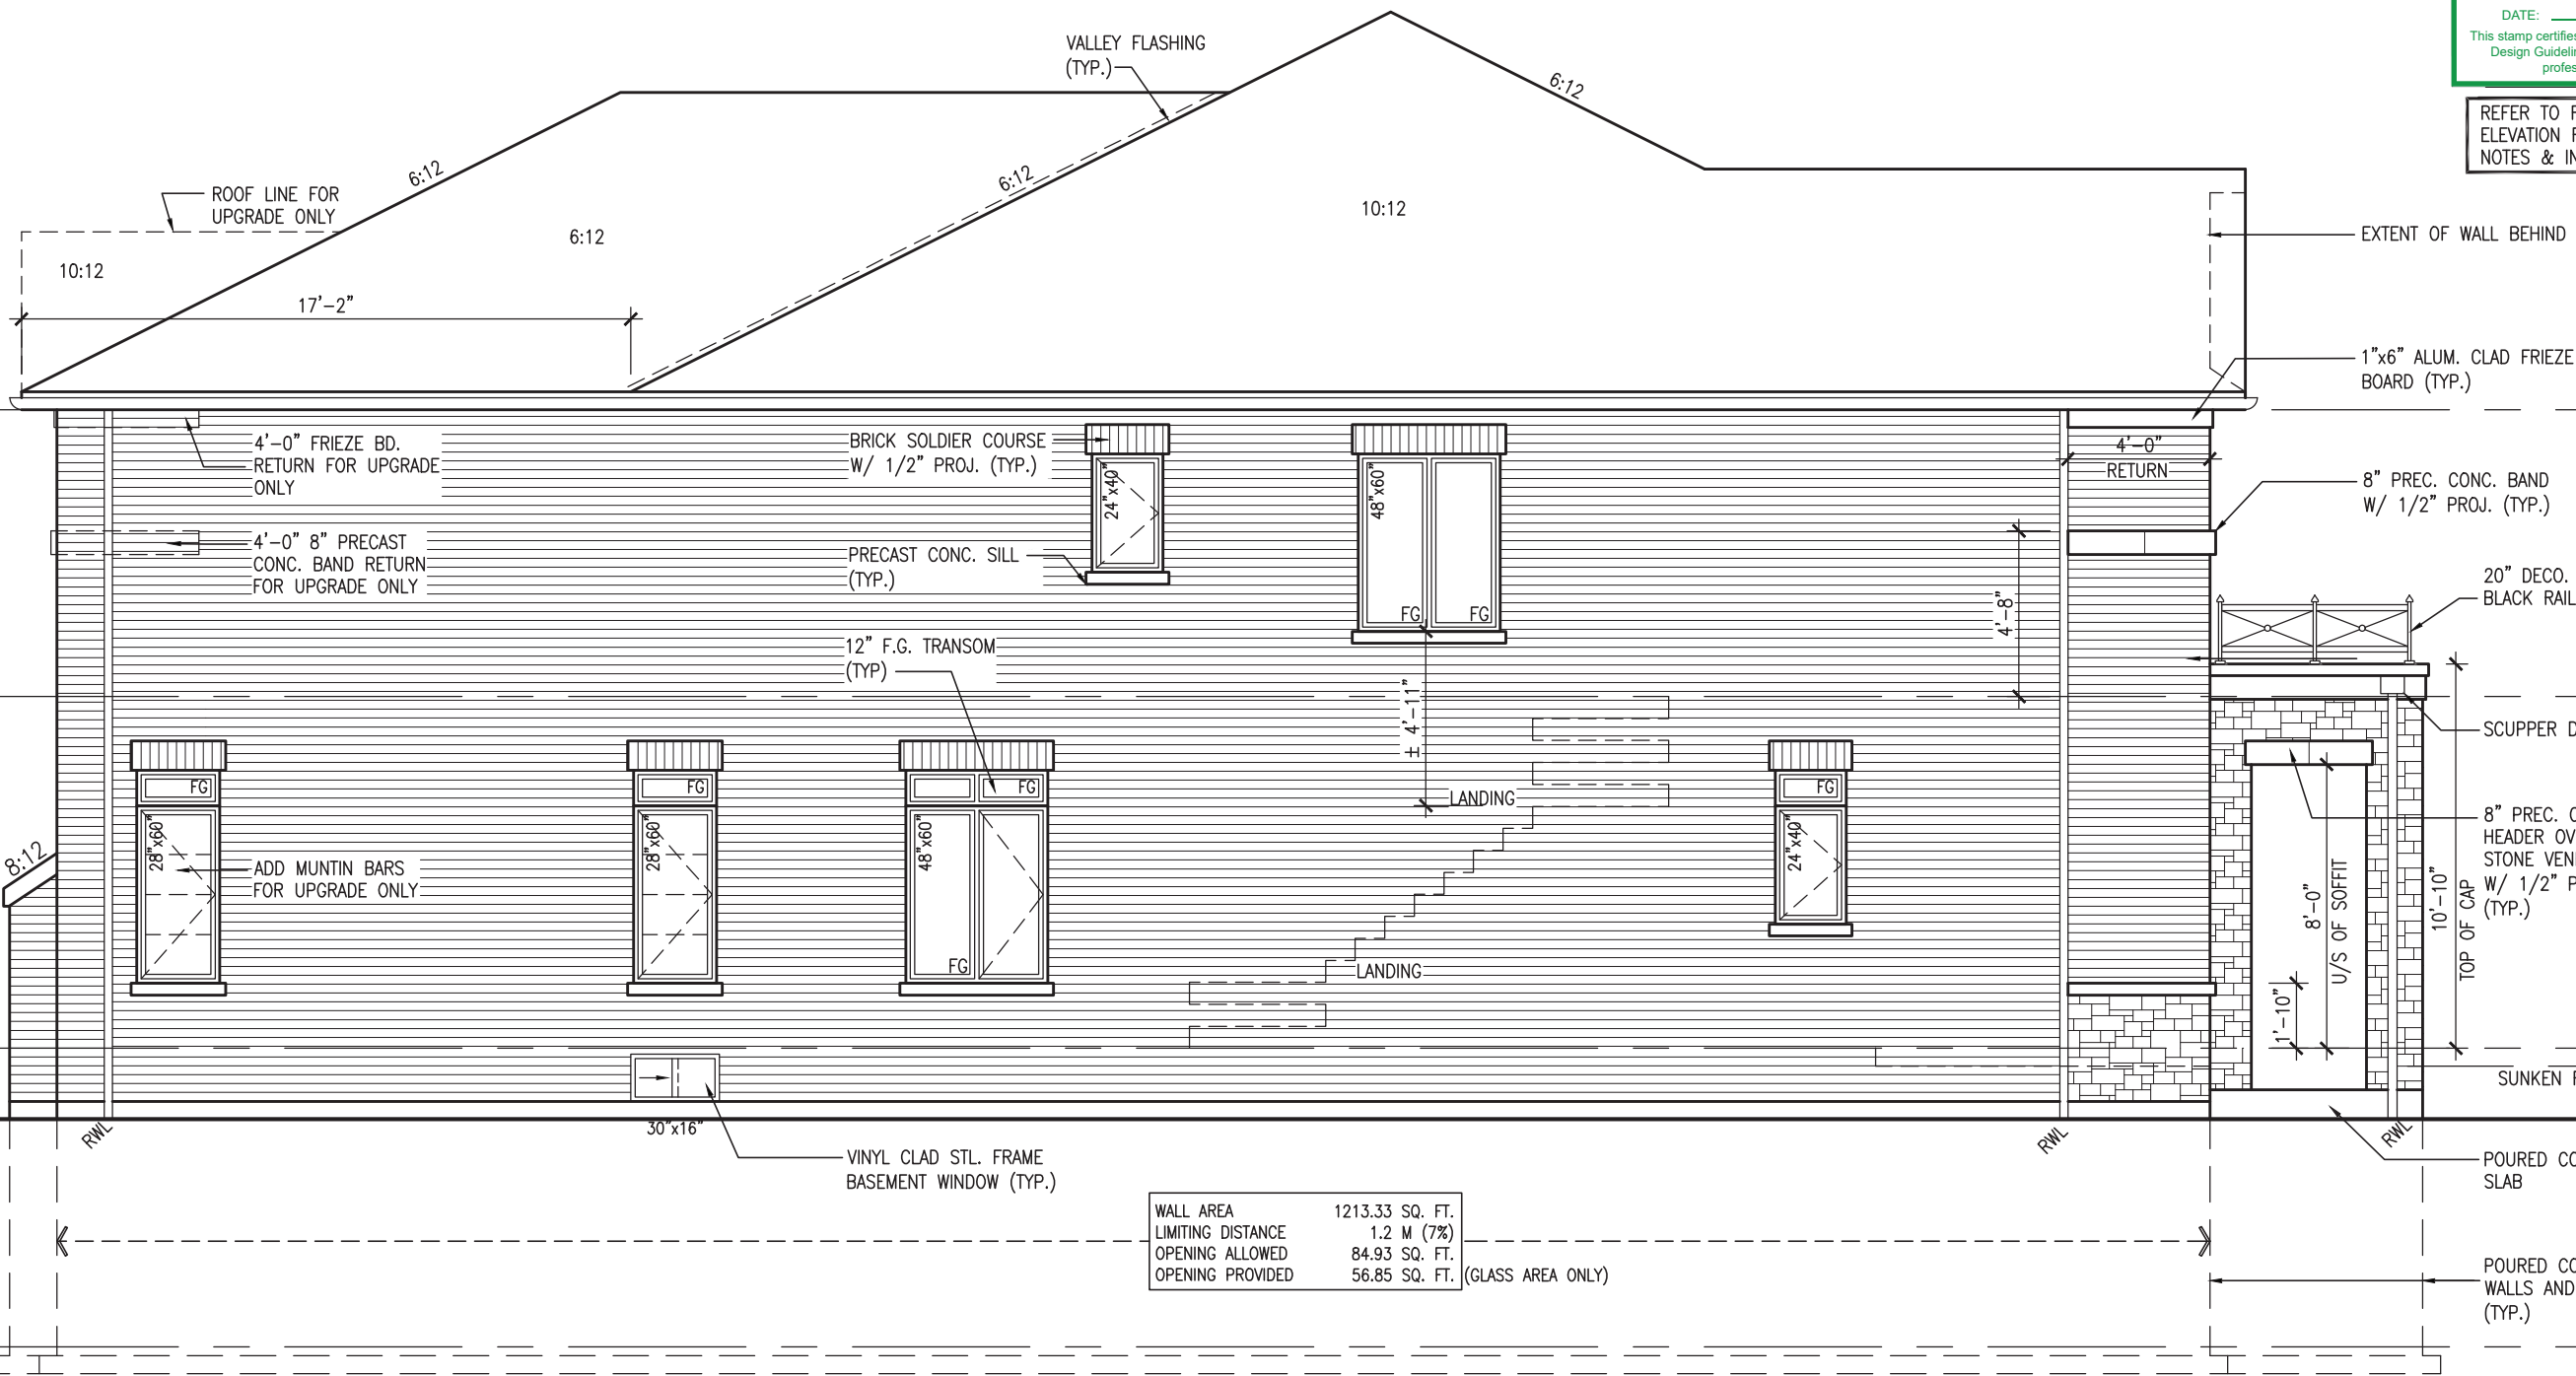 DATE:
This stamp certifies
Design Guidelin
profes
REFER TO F
ELEVATION F
NOTES & IN
VALLEY FLASHING
(TYP.)
6:12
6:12
6:12
6:12
10:12
10:12
ROOF LINE FOR
UPGRADE ONLY
17'-2"
EXTENT OF WALL BEHIND
1"x6" ALUM. CLAD FRIEZE
BOARD (TYP.)
4'-0" FRIEZE BD.
RETURN FOR UPGRADE
ONLY
BRICK SOLDIER COURSE
W/ 1/2" PROJ. (TYP.)
24"x40"
48"x60"
FG
FG
4'-0"
RETURN
8" PREC. CONC. BAND
W/ 1/2" PROJ. (TYP.)
4'-0" 8" PRECAST
CONC. BAND RETURN
FOR UPGRADE ONLY
PRECAST CONC. SILL
(TYP.)
4'-8"
20" DECO.
BLACK RAIL
12" F.G. TRANSOM
(TYP)
± 4'-11"
SCUPPER D
FG
FG
FG
FG
LANDING
28"x60"
28"x60"
48"x60"
24"x40"
FG
8:12
ADD MUNTIN BARS
FOR UPGRADE ONLY
8" PREC. C
HEADER OV
STONE VEN
W/ 1/2" P
(TYP.)
8'-0"
U/S OF SOFFIT
10'-10"
TOP OF CAP
1'-10"
LANDING
SUNKEN F
30"x16"
RWL
RWL
RWL
VINYL CLAD STL. FRAME
BASEMENT WINDOW (TYP.)
POURED CO
SLAB
WALL AREA 1213.33 SQ. FT.
LIMITING DISTANCE 1.2 M (7%)
OPENING ALLOWED 84.93 SQ. FT.
OPENING PROVIDED 56.85 SQ. FT. (GLASS AREA ONLY)
POURED CO
WALLS AND
(TYP.)